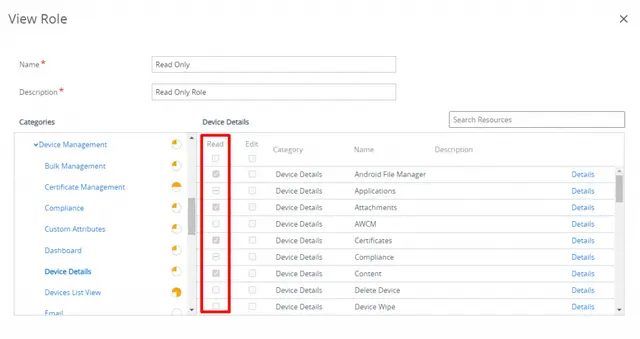 View Role
Name * Read Only
Description * Read Only Role
Categories Device Details Search Resources
Device Management
Bulk Management
Certificate Management
Compliance
Custom Attributes
Dashboard
Device Details
Devices List View
Email
Read Edit Category Name Description
Device Details Android File Manager Details
Device Details Applications Details
Device Details Attachments Details
Device Details AWCM Details
Device Details Certificates Details
Device Details Compliance Details
Device Details Content Details
Device Details Delete Device Details
Device Details Device Wipe Details